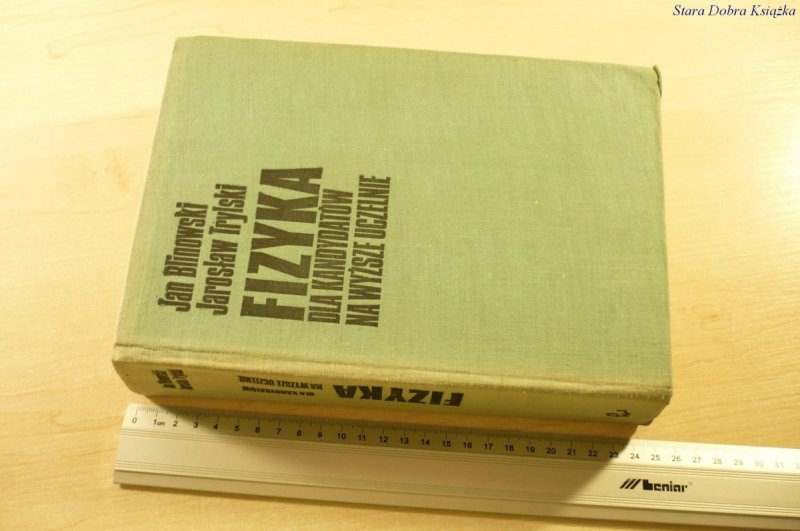 Stara Dobra Książka
Jan Blinowski
Jarosław Trylski
FIZYKA
DLA KANDYDATÓW
NA WYŻSZE UCZELNIE
DLA KANDYDATÓW
NA WYŻSZE UCZELNIE
FIZYKA
0 1cm 2 3 4 5 6 7 8 9 10 11 12 13 14 15 16 17 18 19 20 21 22 23 24 25 26 27 28 29 30 31
leniar